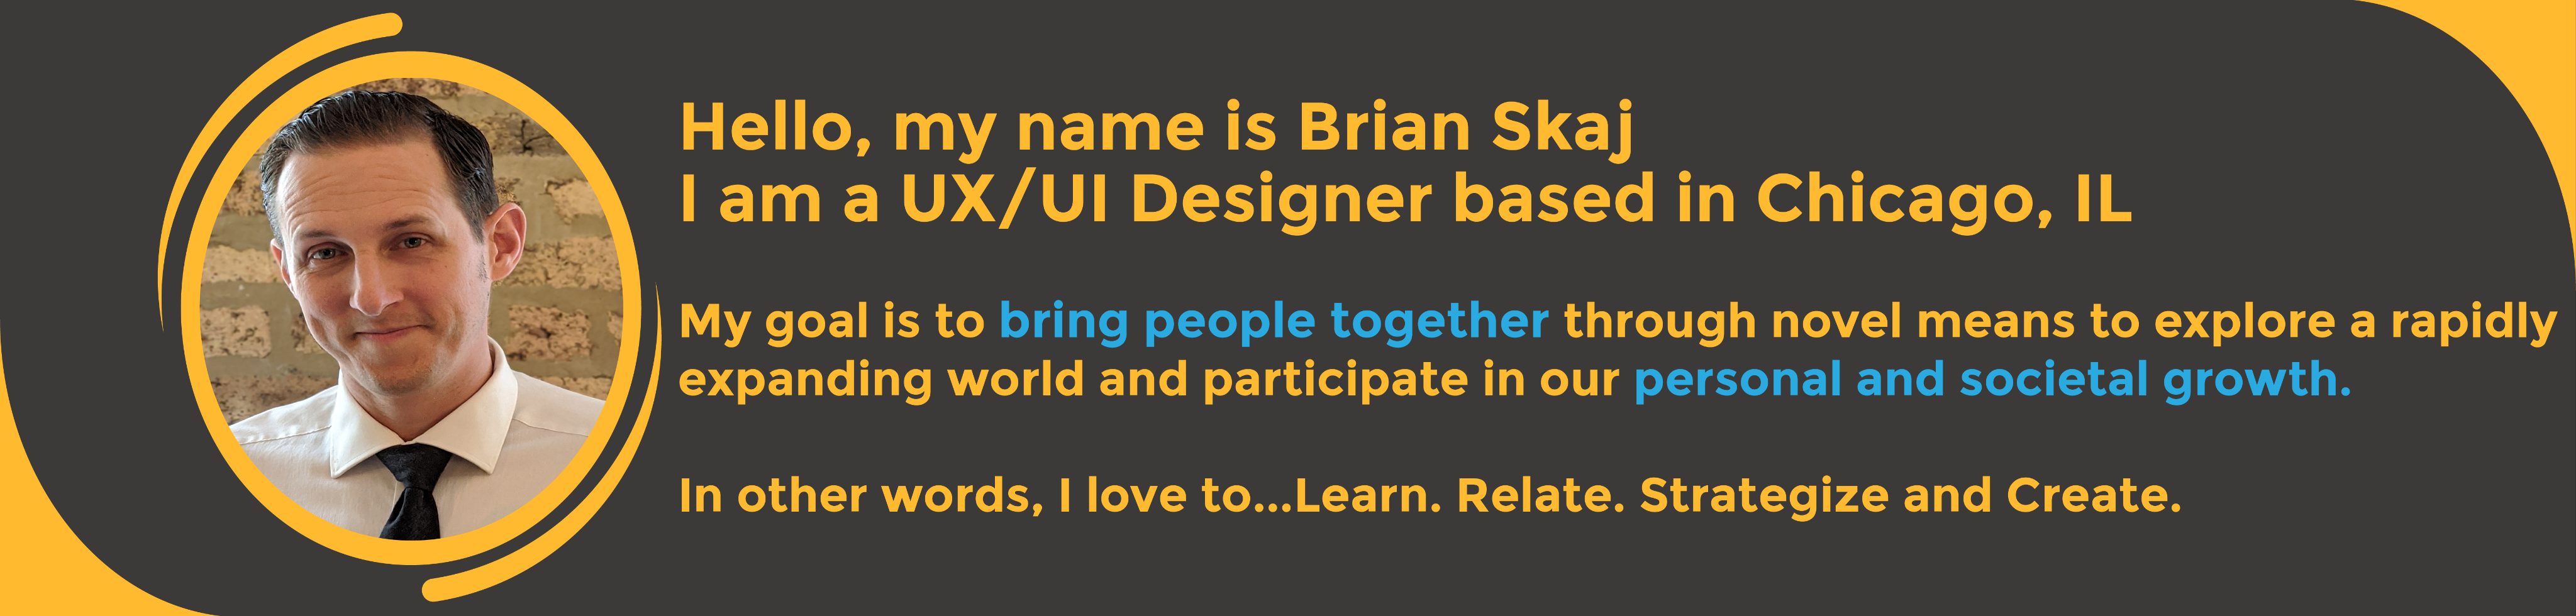 Hello, my name is Brian Skaj
I am a UX/UI Designer based in Chicago, IL
My goal is to bring people together through novel means to explore a rapidly
expanding world and participate in our personal and societal growth.
In other words, I love to...Learn. Relate. Strategize and Create.